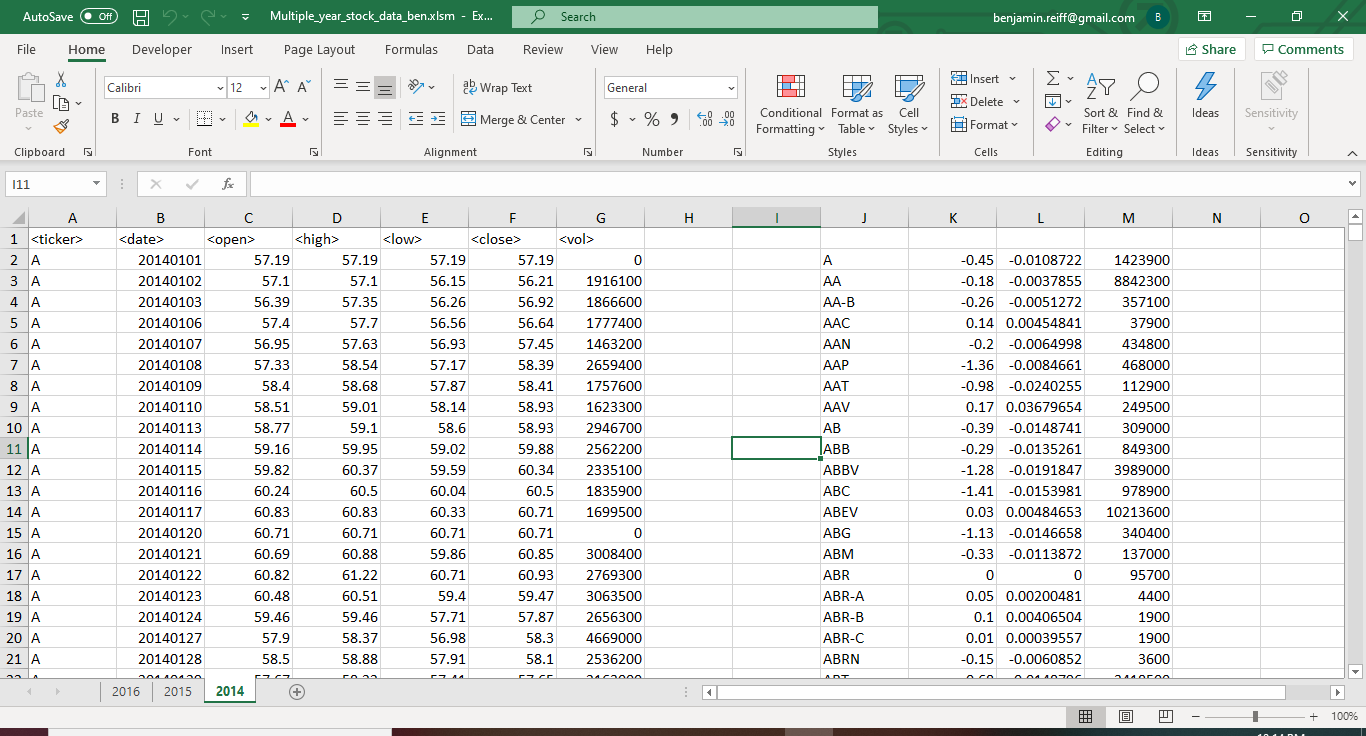 AutoSave Off Multiple_year_stock_data_ben.xlsm - Ex... Search benjamin.reiff@gmail.com B
File Home Developer Insert Page Layout Formulas Data Review View Help Share Comments
Paste Calibri 12 A A ab Wrap Text General Conditional Formatting Format as Table Cell Styles Insert Sort & Filter Find & Select Ideas Sensitivity
B I U A Merge & Center $ % 9 .00 Delete
Format
Clipboard Font Alignment Number Styles Cells Editing Ideas Sensitivity
I11 fx
A B C D E F G H I J K L M N O
1 <ticker> <date> <open> <high> <low> <close> <vol>
2 A 20140101 57.19 57.19 57.19 57.19 0 A -0.45 -0.0108722 1423900
3 A 20140102 57.1 57.1 56.15 56.21 1916100 AA -0.18 -0.0037855 8842300
4 A 20140103 56.39 57.35 56.26 56.92 1866600 AA-B -0.26 -0.0051272 357100
5 A 20140106 57.4 57.7 56.56 56.64 1777400 AAC 0.14 0.00454841 37900
6 A 20140107 56.95 57.63 56.93 57.45 1463200 AAN -0.2 -0.0064998 434800
7 A 20140108 57.33 58.54 57.17 58.39 2659400 AAP -1.36 -0.0084661 468000
8 A 20140109 58.4 58.68 57.87 58.41 1757600 AAT -0.98 -0.0240255 112900
9 A 20140110 58.51 59.01 58.14 58.93 1623300 AAV 0.17 0.03679654 249500
10 A 20140113 58.77 59.1 58.6 58.93 2946700 AB -0.39 -0.0148741 309000
11 A 20140114 59.16 59.95 59.02 59.88 2562200 ABB -0.29 -0.0135261 849300
12 A 20140115 59.82 60.37 59.59 60.34 2335100 ABBV -1.28 -0.0191847 3989000
13 A 20140116 60.24 60.5 60.04 60.5 1835900 ABC -1.41 -0.0153981 978900
14 A 20140117 60.83 60.83 60.33 60.71 1699500 ABEV 0.03 0.00484653 10213600
15 A 20140120 60.71 60.71 60.71 60.71 0 ABG -1.13 -0.0146658 340400
16 A 20140121 60.69 60.88 59.86 60.85 3008400 ABM -0.33 -0.0113872 137000
17 A 20140122 60.82 61.22 60.71 60.93 2769300 ABR 0 0 95700
18 A 20140123 60.48 60.51 59.4 59.47 3063500 ABR-A 0.05 0.00200481 4400
19 A 20140124 59.46 59.46 57.71 57.87 2656300 ABR-B 0.1 0.00406504 1900
20 A 20140127 57.9 58.37 56.98 58.3 4669000 ABR-C 0.01 0.00039557 1900
21 A 20140128 58.5 58.88 57.91 58.1 2536200 ABRN -0.15 -0.0060852 3600
2016 2015 2014
100%